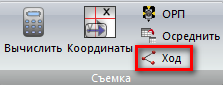 Вычислить
Координаты
ОРП
Осреднить
Ход
Съемка